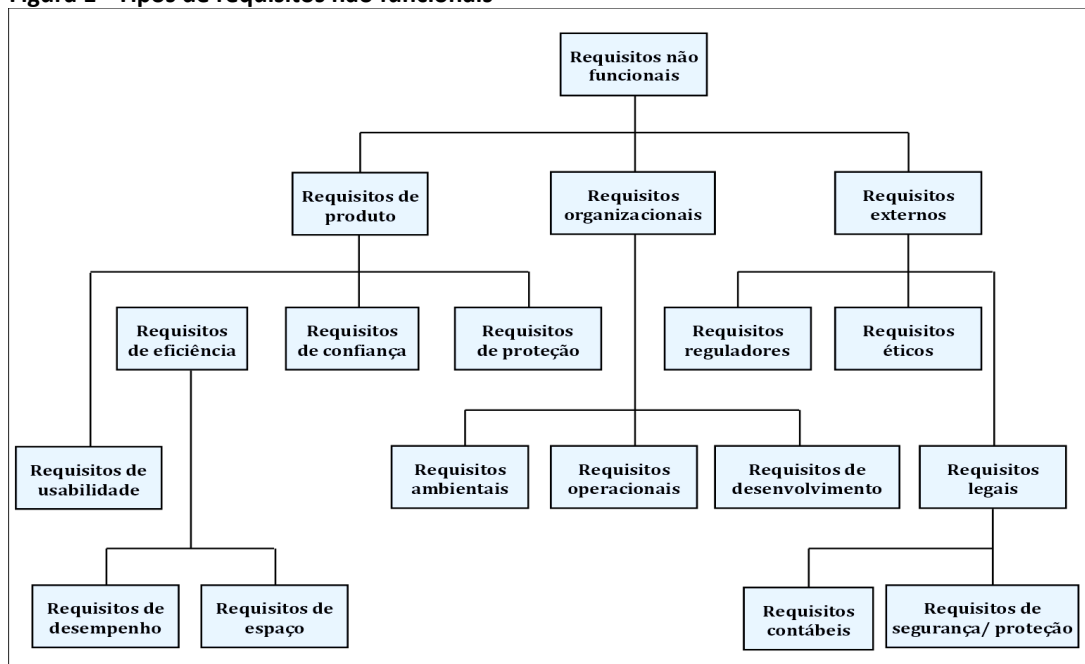 Figura 1 - Tipos de requisitos não funcionais
Requisitos não
funcionais
Requisitos de
produto
Requisitos
organizacionais
Requisitos
externos
Requisitos
de eficiência
Requisitos
de confiança
Requisitos
de proteção
Requisitos
reguladores
Requisitos
éticos
Requisitos de
usabilidade
Requisitos
ambientais
Requisitos
operacionais
Requisitos de
desenvolvimento
Requisitos
legais
Requisitos de
desempenho
Requisitos de
espaço
Requisitos
contábeis
Requisitos de
segurança/ proteção